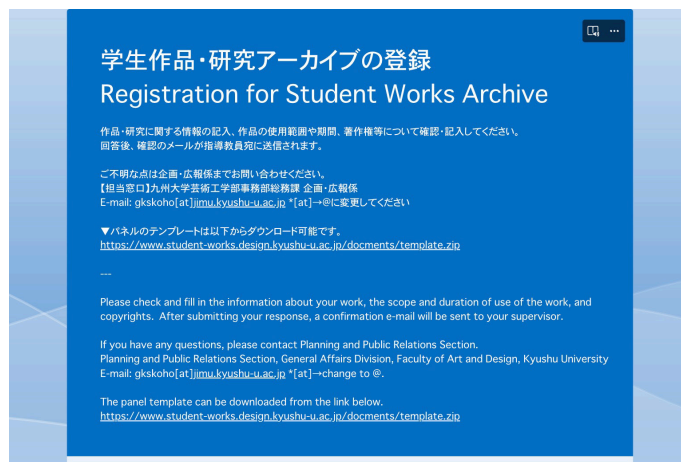 学生作品・研究アーカイブの登録
Registration for Student Works Archive
作品・研究に関する情報の記入、作品の使用範囲や期間、著作権等について確認・記入してください。
回答後、確認のメールが指導教員宛に送信されます。
ご不明な点は企画・広報係までお問い合わせください。
【担当窓口】九州大学芸術工学部事務部総務課 企画・広報係
E-mail: gkskoho[at]jimu.kyushu-u.ac.jp *[at]→@に変更してください
▼パネルのテンプレートは以下からダウンロード可能です。
https://www.student-works.design.kyushu-u.ac.jp/docments/template.zip
---
Please check and fill in the information about your work, the scope and duration of use of the work, and
copyrights.  After submitting your response, a confirmation e-mail will be sent to your supervisor.
If you have any questions, please contact Planning and Public Relations Section.
Planning and Public Relations Section, General Affairs Division, Faculty of Art and Design, Kyushu University
E-mail: gkskoho[at]jimu.kyushu-u.ac.jp *[at]→change to @.
The panel template can be downloaded from the link below.
https://www.student-works.design.kyushu-u.ac.jp/docments/template.zip